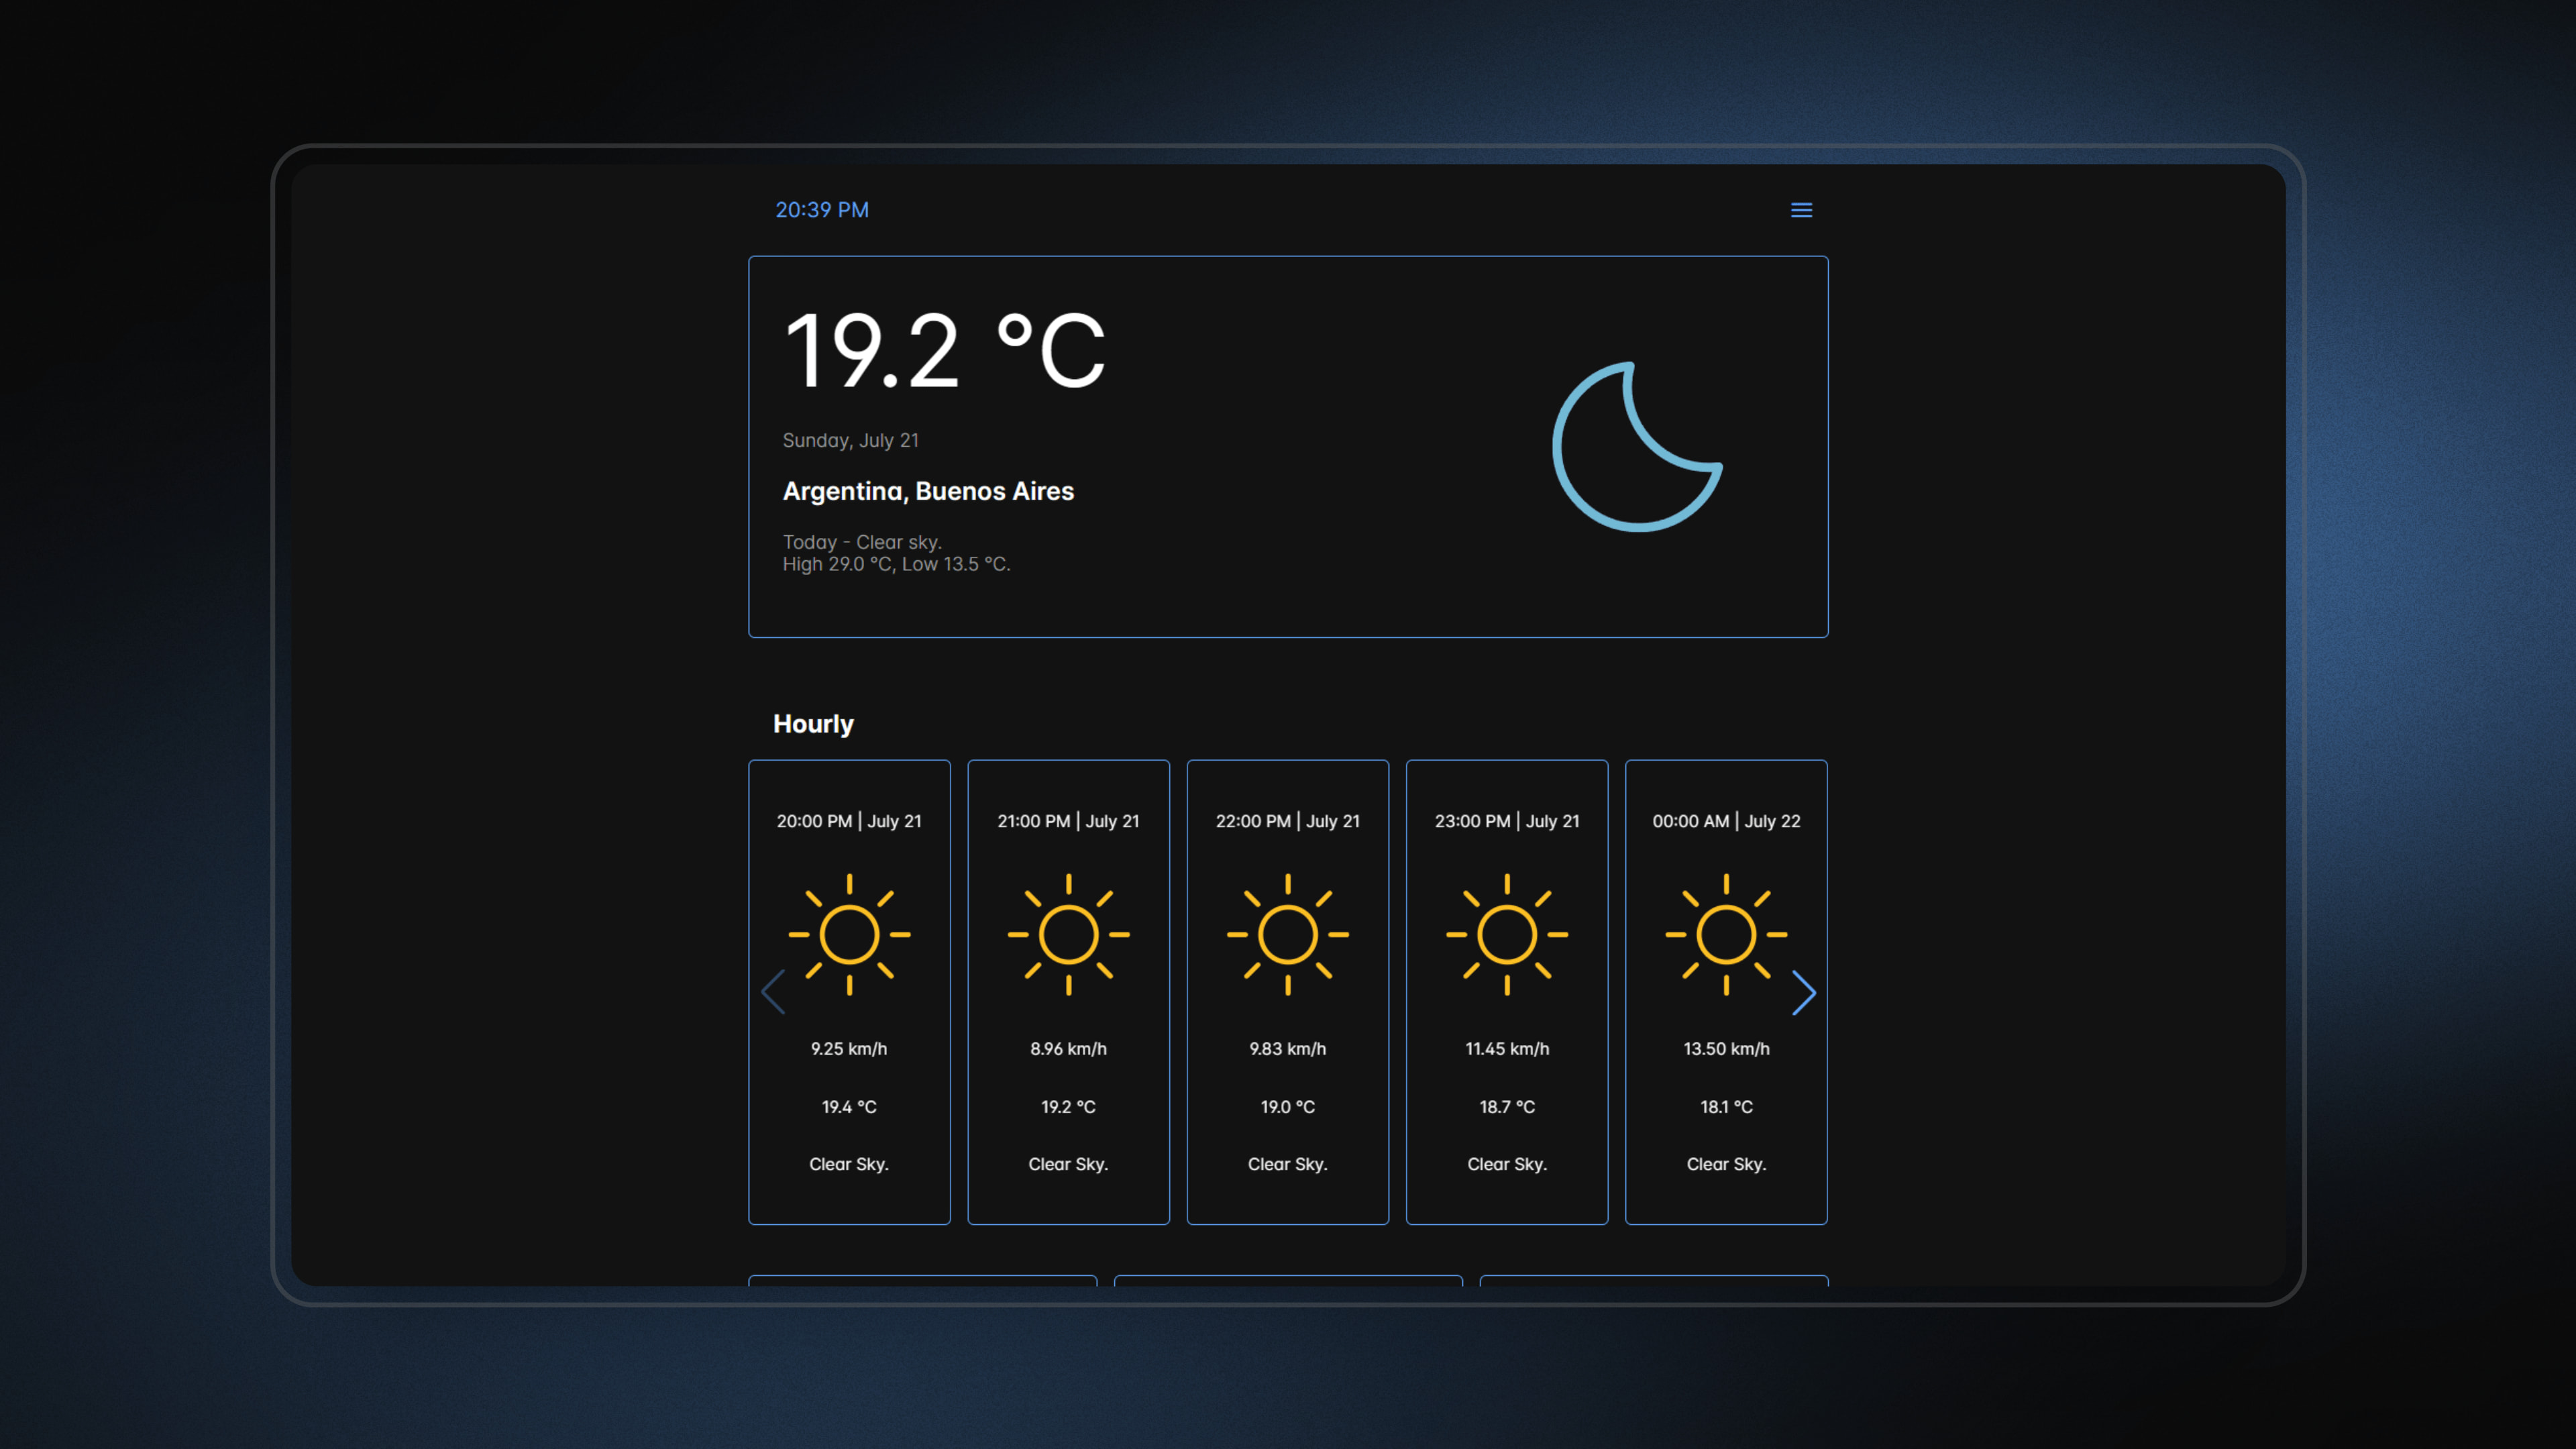 20:39 PM
19.2 °C
Sunday, July 21
Argentina, Buenos Aires
Today - Clear sky.
High 29.0 °C, Low 13.5 °C.
Hourly
20:00 PM | July 21
9.25 km/h
19.4 °C
Clear Sky.
21:00 PM | July 21
8.96 km/h
19.2 °C
Clear Sky.
22:00 PM | July 21
9.83 km/h
19.0 °C
Clear Sky.
23:00 PM | July 21
11.45 km/h
18.7 °C
Clear Sky.
00:00 AM | July 22
13.50 km/h
18.1 °C
Clear Sky.